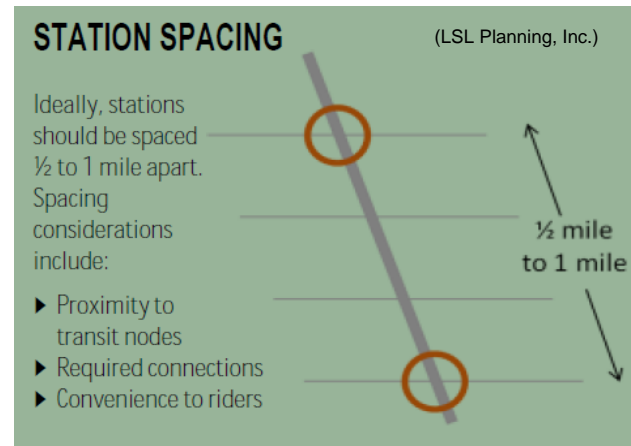 STATION SPACING
(LSL Planning, Inc.)
Ideally, stations
should be spaced
½ to 1 mile apart.
Spacing
considerations
include:
▶ Proximity to
transit nodes
▶ Required connections
▶ Convenience to riders
½ mile
to 1 mile